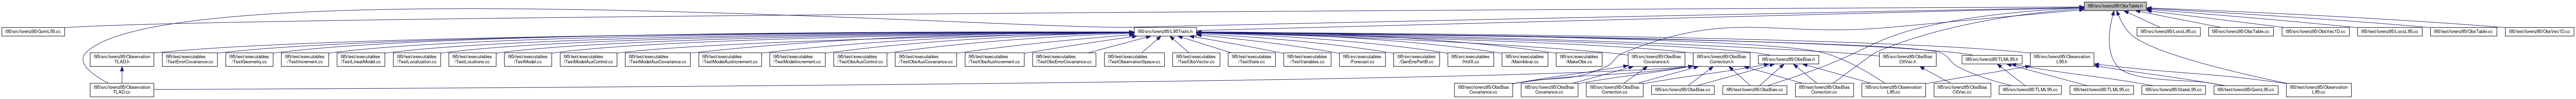 l95/src/lorenz95/ObsTable.h
l95/src/lorenz95/GomL95.cc
l95/src/lorenz95/L95Traits.h
l95/src/lorenz95/LocsL95.cc
l95/src/lorenz95/ObsTable.cc
l95/src/lorenz95/ObsVec1D.cc
l95/test/lorenz95/LocsL95.cc
l95/test/lorenz95/ObsTable.cc
l95/test/lorenz95/ObsVec1D.cc
l95/src/lorenz95/Observation
TLAD.h
l95/test/executables
/TestErrorCovariance.cc
l95/test/executables
/TestGeometry.cc
l95/test/executables
/TestIncrement.cc
l95/test/executables
/TestLinearModel.cc
l95/test/executables
/TestLocalization.cc
l95/test/executables
/TestLocations.cc
l95/test/executables
/TestModel.cc
l95/test/executables
/TestModelAuxControl.cc
l95/test/executables
/TestModelAuxCovariance.cc
l95/test/executables
/TestModelAuxIncrement.cc
l95/test/executables
/TestModelIncrement.cc
l95/test/executables
/TestObsAuxControl.cc
l95/test/executables
/TestObsAuxCovariance.cc
l95/test/executables
/TestObsAuxIncrement.cc
l95/test/executables
/TestObsErrorCovariance.cc
l95/test/executables
/TestObservationSpace.cc
l95/test/executables
/TestObsVector.cc
l95/test/executables
/TestState.cc
l95/test/executables
/TestVariables.cc
l95/src/executables
/Forecast.cc
l95/src/executables
/GenEnsPertB.cc
l95/src/executables
/HofX.cc
l95/src/executables
/Main4dvar.cc
l95/src/executables
/MakeObs.cc
l95/src/lorenz95/ObsBias
Covariance.h
l95/src/lorenz95/ObsBias
Correction.h
l95/src/lorenz95/ObsBias.h
l95/src/lorenz95/ObsBias
CtlVec.h
l95/src/lorenz95/TLML95.h
l95/src/lorenz95/Observation
L95.h
l95/src/lorenz95/Observation
TLAD.cc
l95/test/lorenz95/ObsBias
Covariance.cc
l95/src/lorenz95/ObsBias
Covariance.cc
l95/src/lorenz95/ObsBias
Correction.cc
l95/src/lorenz95/ObsBias.cc
l95/test/lorenz95/ObsBias.cc
l95/test/lorenz95/ObsBias
Correction.cc
l95/src/lorenz95/Observation
L95.cc
l95/src/lorenz95/ObsBias
CtlVec.cc
l95/src/lorenz95/TLML95.cc
l95/test/lorenz95/TLML95.cc
l95/src/lorenz95/StateL95.cc
l95/test/lorenz95/GomL95.cc
l95/test/lorenz95/Observation
L95.cc